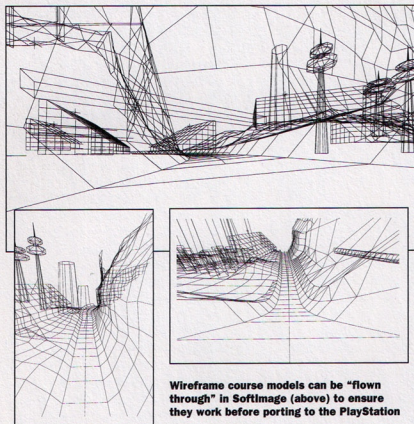 Wireframe course models can be “flown
through” in SoftImage (above) to ensure
they work before porting to the PlayStation